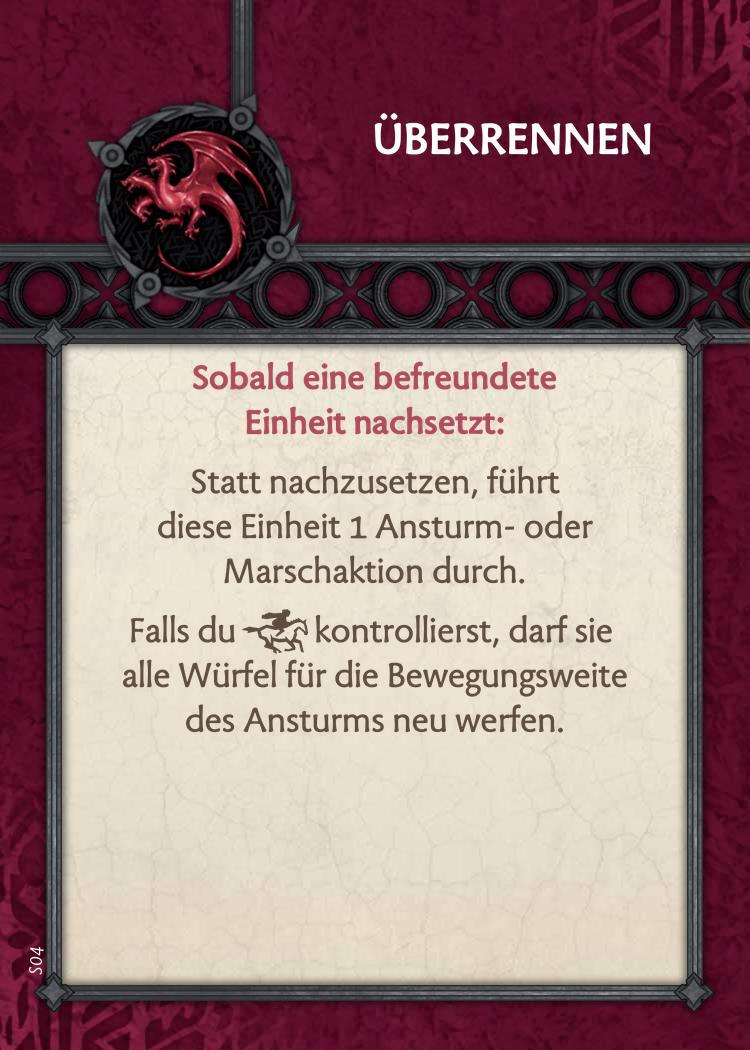 ÜBERRENNEN
Sobald eine befreundete
Einheit nachsetzt:
Statt nachzusetzen, führt
diese Einheit 1 Ansturm- oder
Marschaktion durch.
Falls du kontrollierst, darf sie
alle Würfel für die Bewegungsweite
des Ansturms neu werfen.
S04